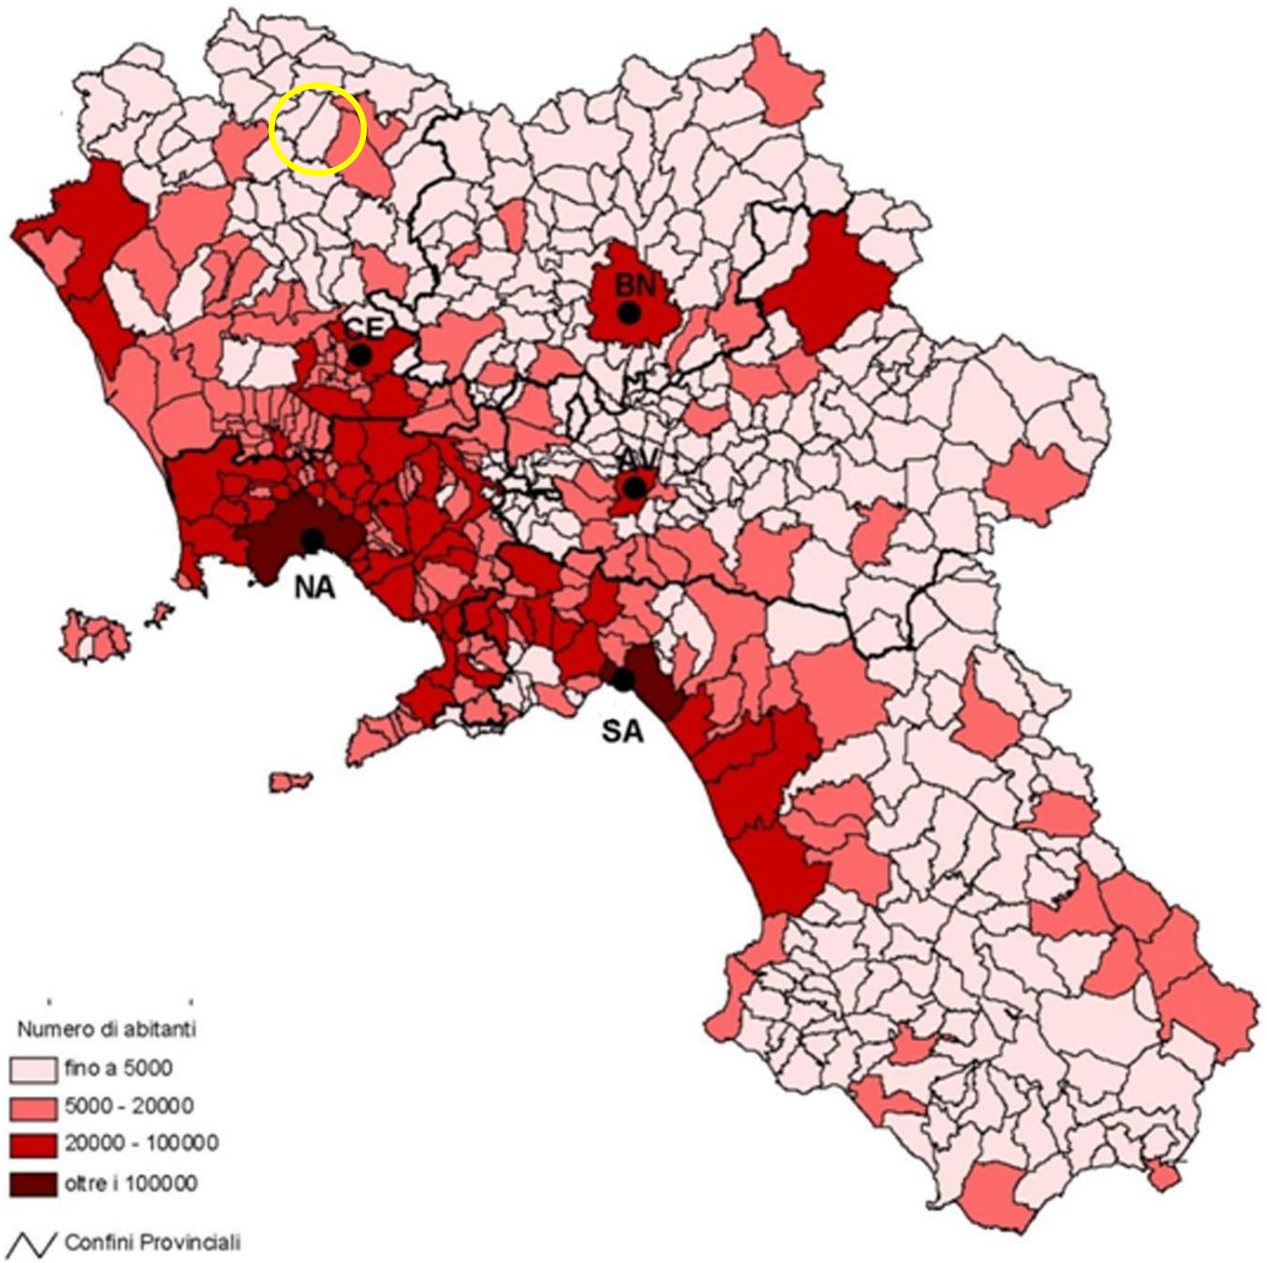 BN
CE
AV
NA
SA
Numero di abitanti
fino a 5000
5000 - 20000
20000 - 100000
oltre i 100000
Confini Provinciali